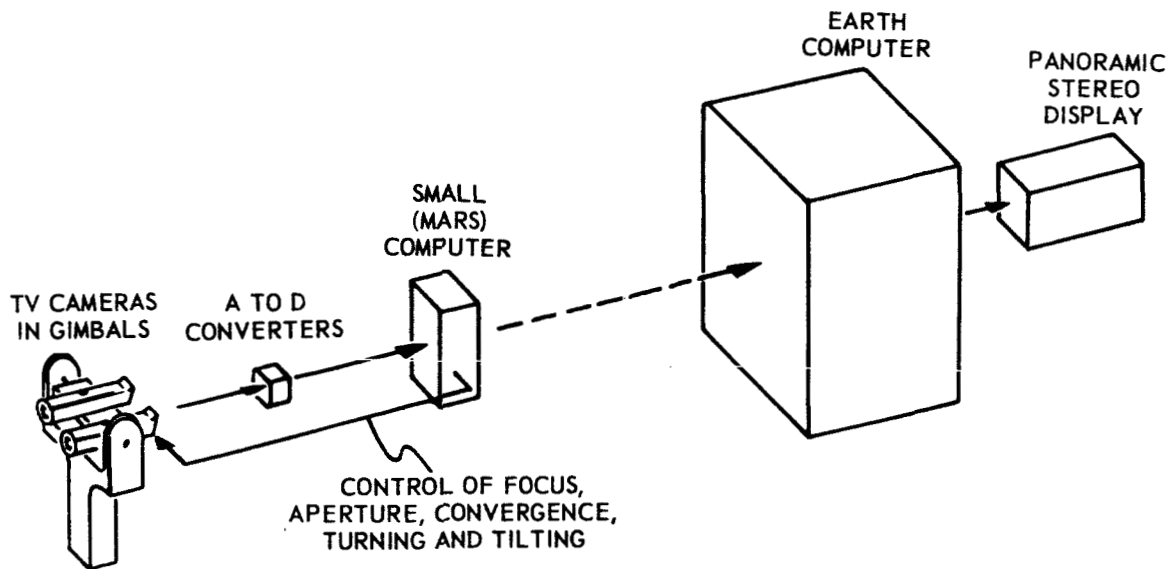 EARTH
COMPUTER
PANORAMIC
STEREO
DISPLAY
SMALL
(MARS)
COMPUTER
TV CAMERAS
IN GIMBALS
A TO D
CONVERTERS
CONTROL OF FOCUS,
APERTURE, CONVERGENCE,
TURNING AND TILTING